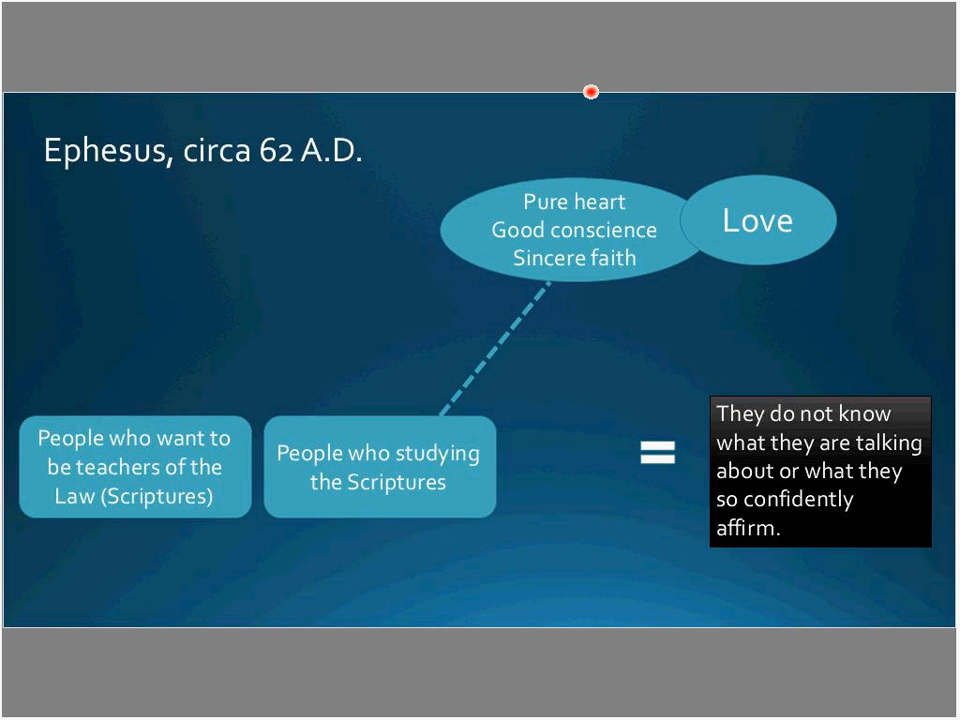 Ephesus, circa 62 A.D.
Pure heart
Good conscience
Sincere faith
Love
People who want to
be teachers of the
Law (Scriptures)
People who studying
the Scriptures
=
They do not know
what they are talking
about or what they
so confidently
affirm.